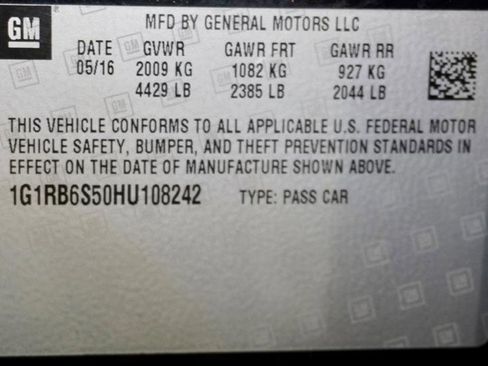 GM
MFD BY GENERAL MOTORS LLC
DATE GVWR GAWR FRT GAWR RR
05/16 2009 KG 1082 KG 927 KG
4429 LB 2385 LB 2044 LB
THIS VEHICLE CONFORMS TO ALL APPLICABLE U.S. FEDERAL MOTOR
VEHICLE SAFETY, BUMPER, AND THEFT PREVENTION STANDARDS IN
EFFECT ON THE DATE OF MANUFACTURE SHOWN ABOVE.
1G1RB6S50HU108242 TYPE: PASS CAR